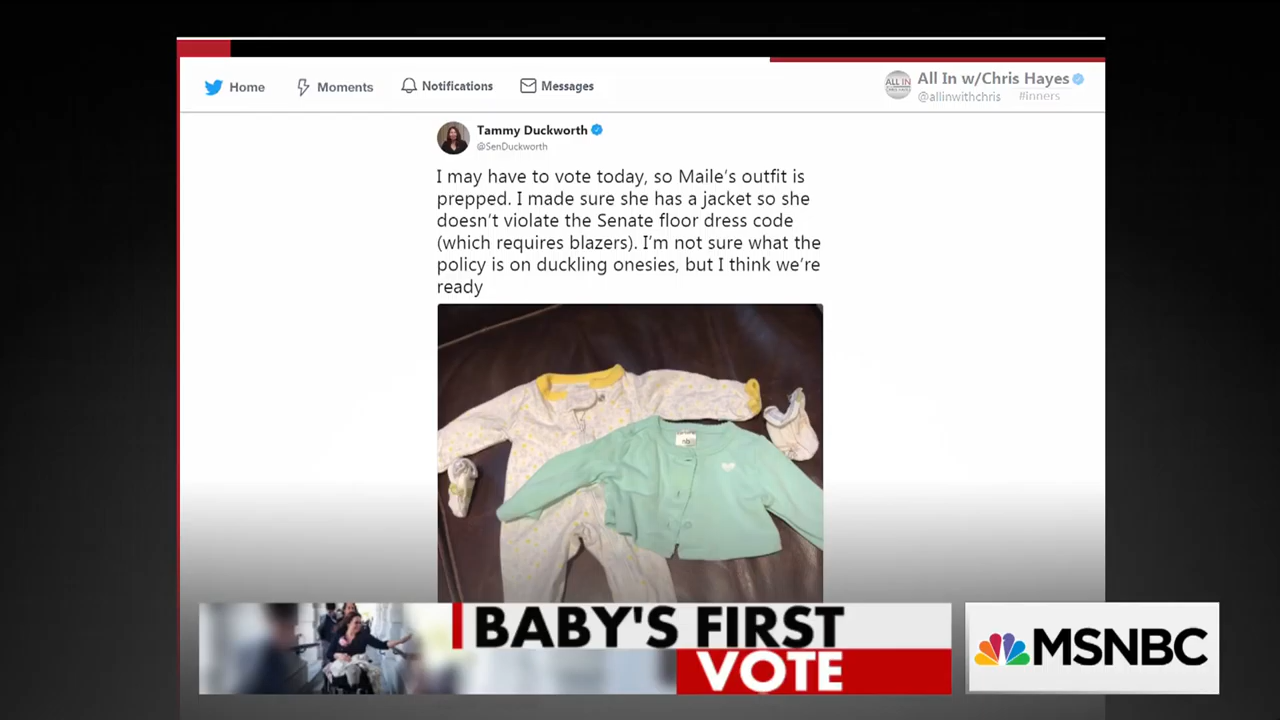 Home Moments Notifications Messages
All In w/Chris Hayes
@allinwithchris #inners
Tammy Duckworth
@SenDuckworth
I may have to vote today, so Maile's outfit is
prepped. I made sure she has a jacket so she
doesn't violate the Senate floor dress code
(which requires blazers). I'm not sure what the
policy is on duckling onesies, but I think we're
ready
BABY'S FIRST
VOTE
MSNBC